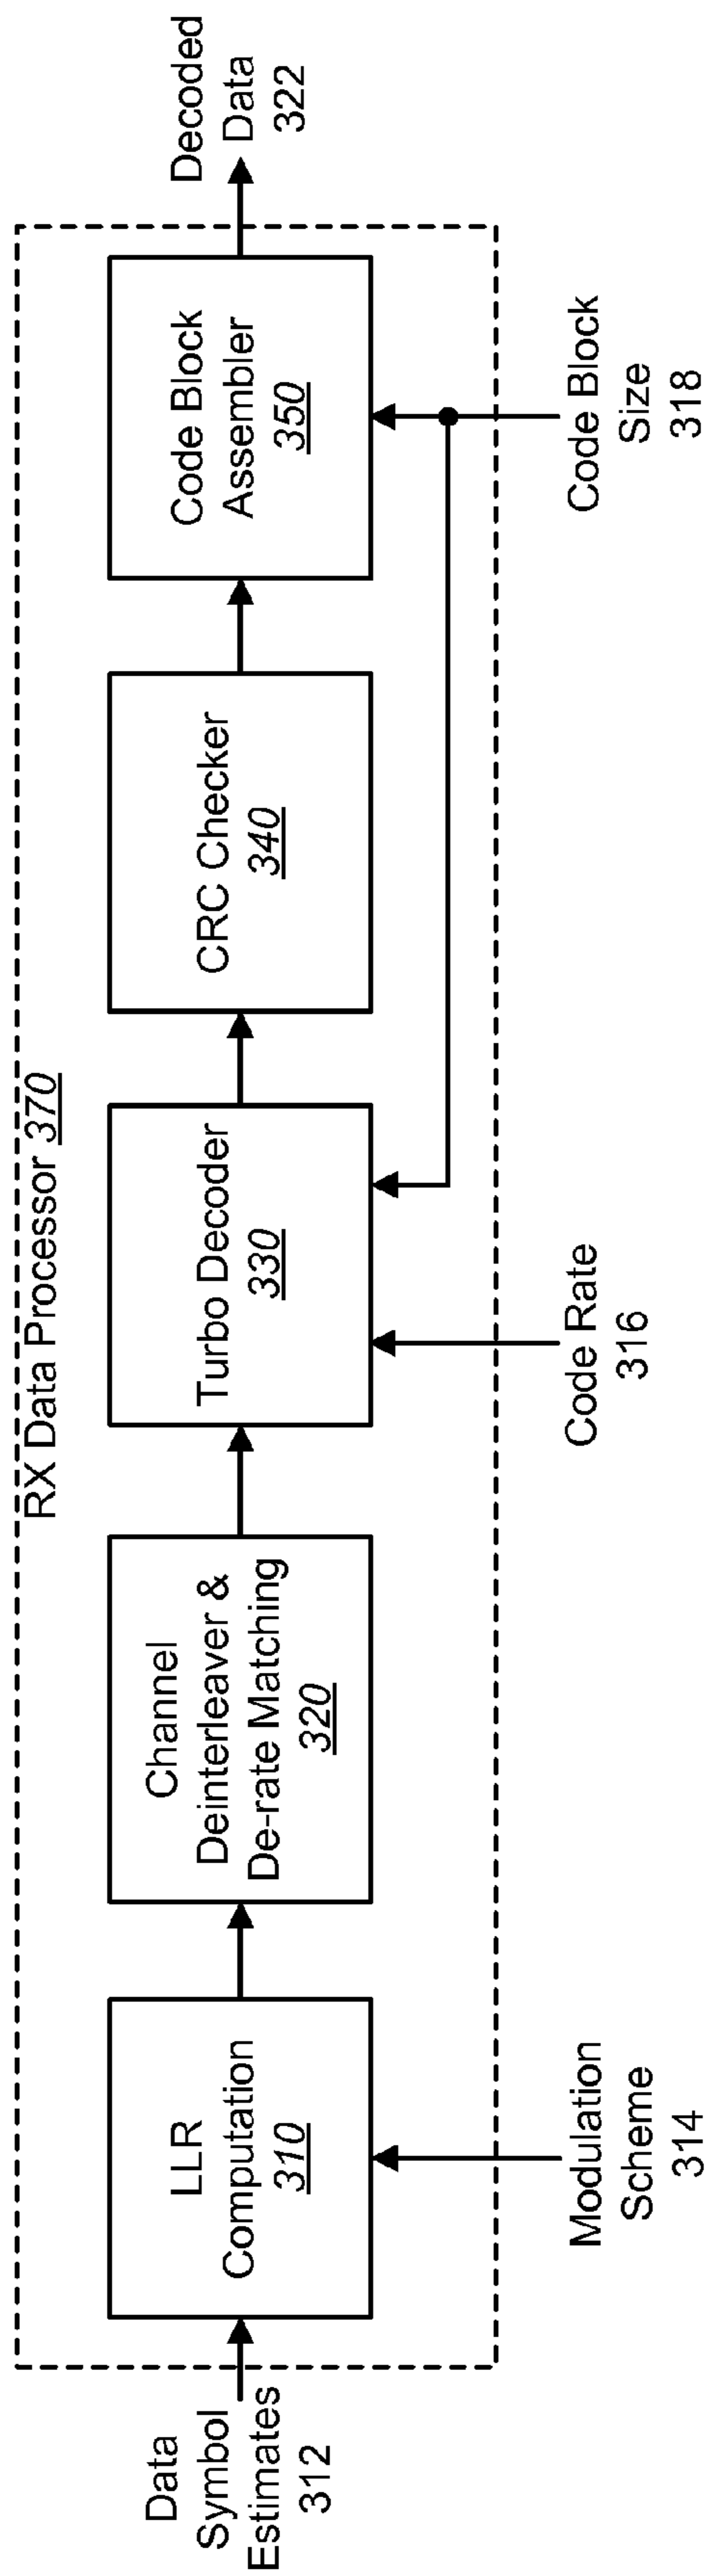 RX Data Processor 370
Data
Symbol
Estimates
312
LLR
Computation
310
Channel
Deinterleaver &
De-rate Matching
320
Turbo Decoder
330
CRC Checker
340
Code Block
Assembler
350
Decoded
Data
322
Modulation
Scheme
314
Code Rate
316
Code Block
Size
318